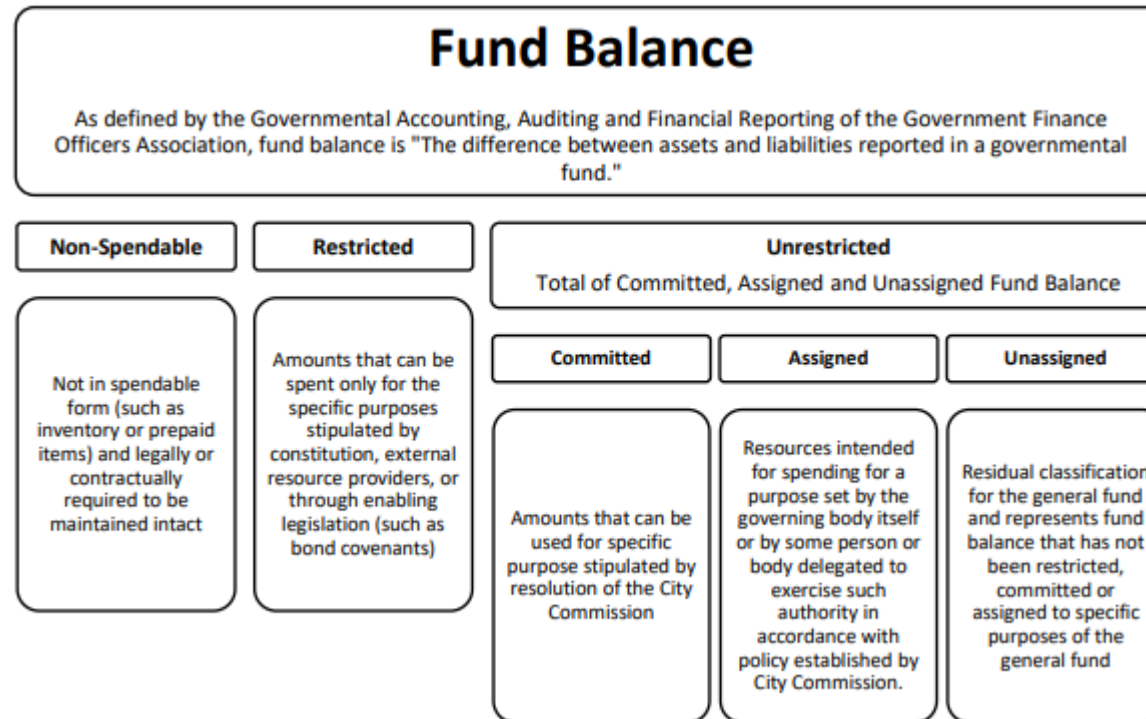 Fund Balance
As defined by the Governmental Accounting, Auditing and Financial Reporting of the Government Finance
Officers Association, fund balance is "The difference between assets and liabilities reported in a governmental
fund."
Non-Spendable
Not in spendable
form (such as
inventory or prepaid
items) and legally or
contractually
required to be
maintained intact
Restricted
Amounts that can be
spent only for the
specific purposes
stipulated by
constitution, external
resource providers, or
through enabling
legislation (such as
bond covenants)
Unrestricted
Total of Committed, Assigned and Unassigned Fund Balance
Committed
Amounts that can be
used for specific
purpose stipulated by
resolution of the City
Commission
Assigned
Resources intended
for spending for a
purpose set by the
governing body itself
or by some person or
body delegated to
exercise such
authority in
accordance with
policy established by
City Commission.
Unassigned
Residual classification
for the general fund
and represents fund
balance that has not
been restricted,
committed or
assigned to specific
purposes of the
general fund